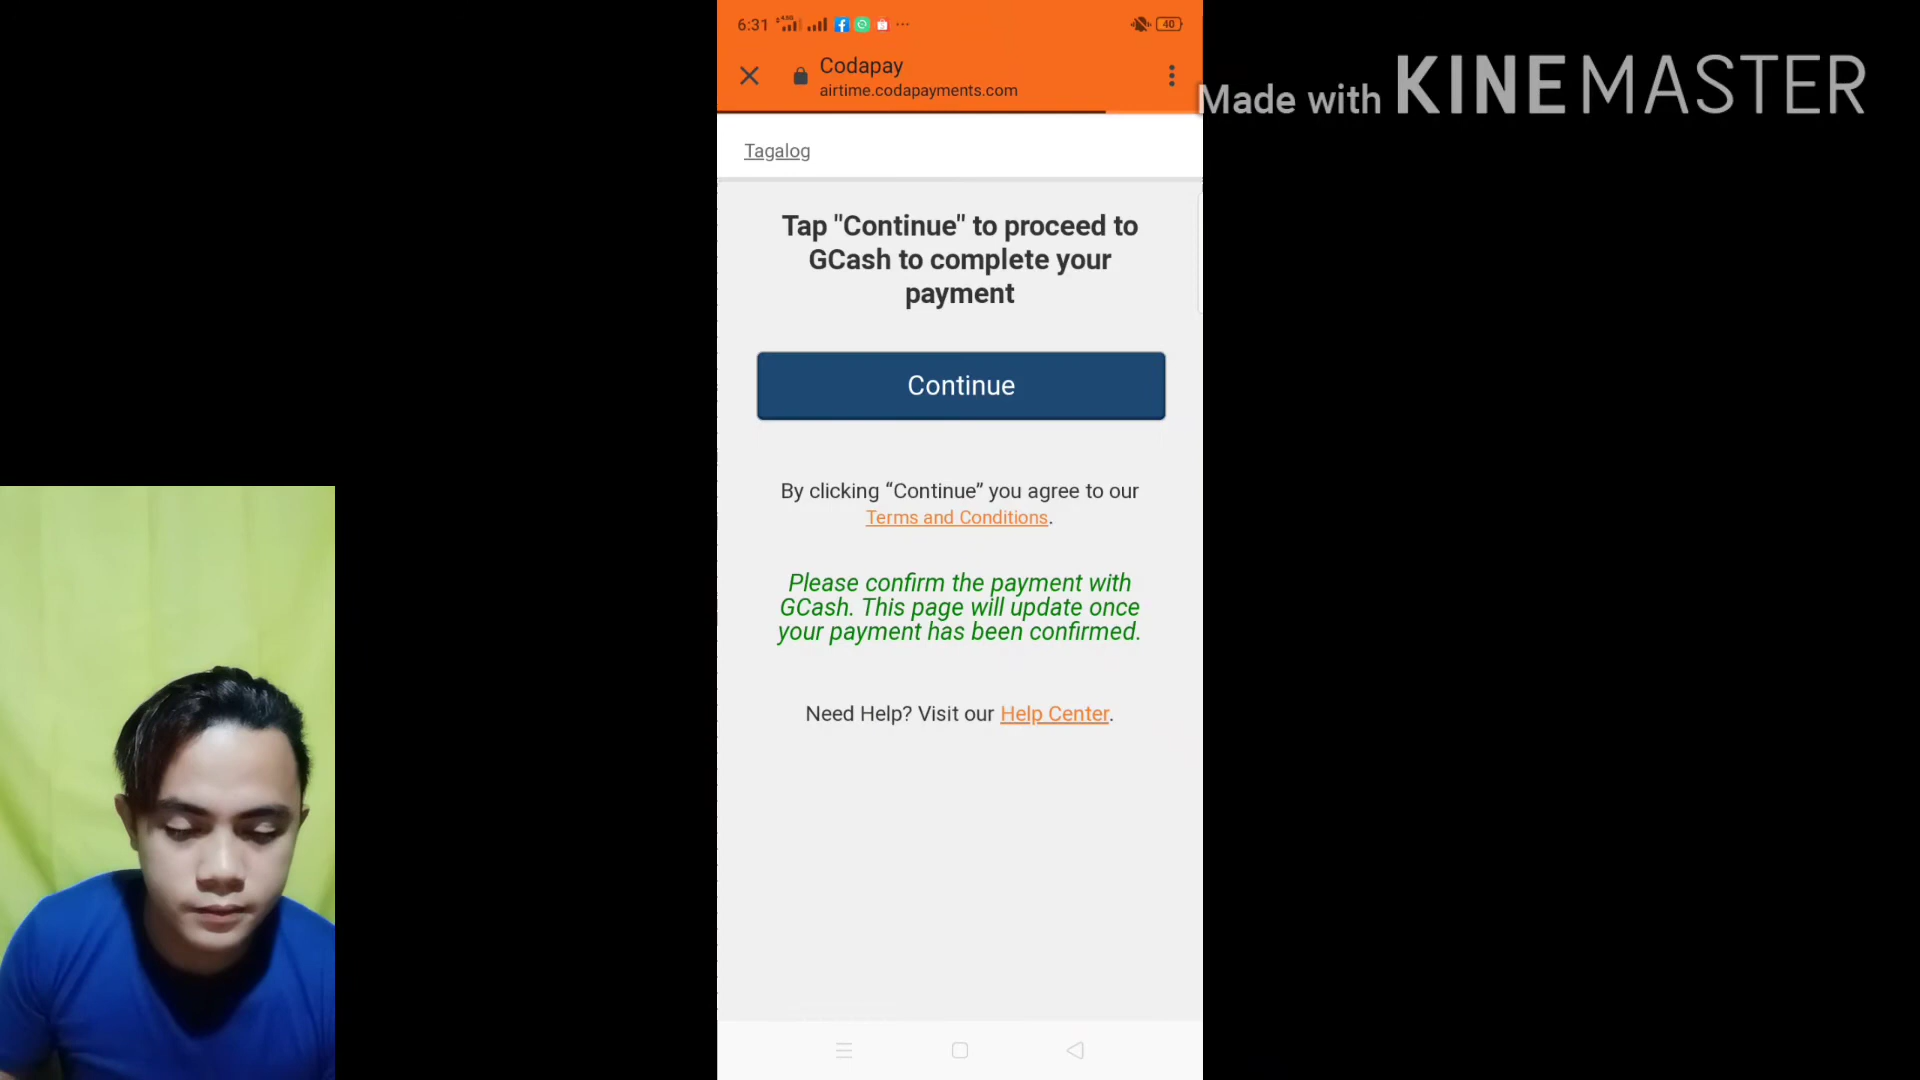 6:31
40
Codapay
airtime.codapayments.com
Made with KINEMASTER
Tagalog
Tap "Continue" to proceed to
GCash to complete your
payment
Continue
By clicking “Continue” you agree to our
Terms and Conditions.
Please confirm the payment with
GCash. This page will update once
your payment has been confirmed.
Need Help? Visit our Help Center.